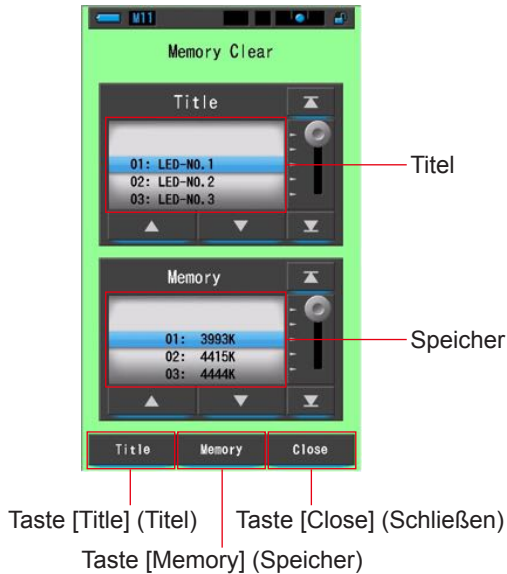 M11
Memory Clear
Title
01: LED-NO.1
02: LED-NO.2
03: LED-NO.3
Titel
Memory
01: 3993K
02: 4415K
03: 4444K
Speicher
Title Memory Close
Taste [Title] (Titel) Taste [Close] (Schließen)
Taste [Memory] (Speicher)